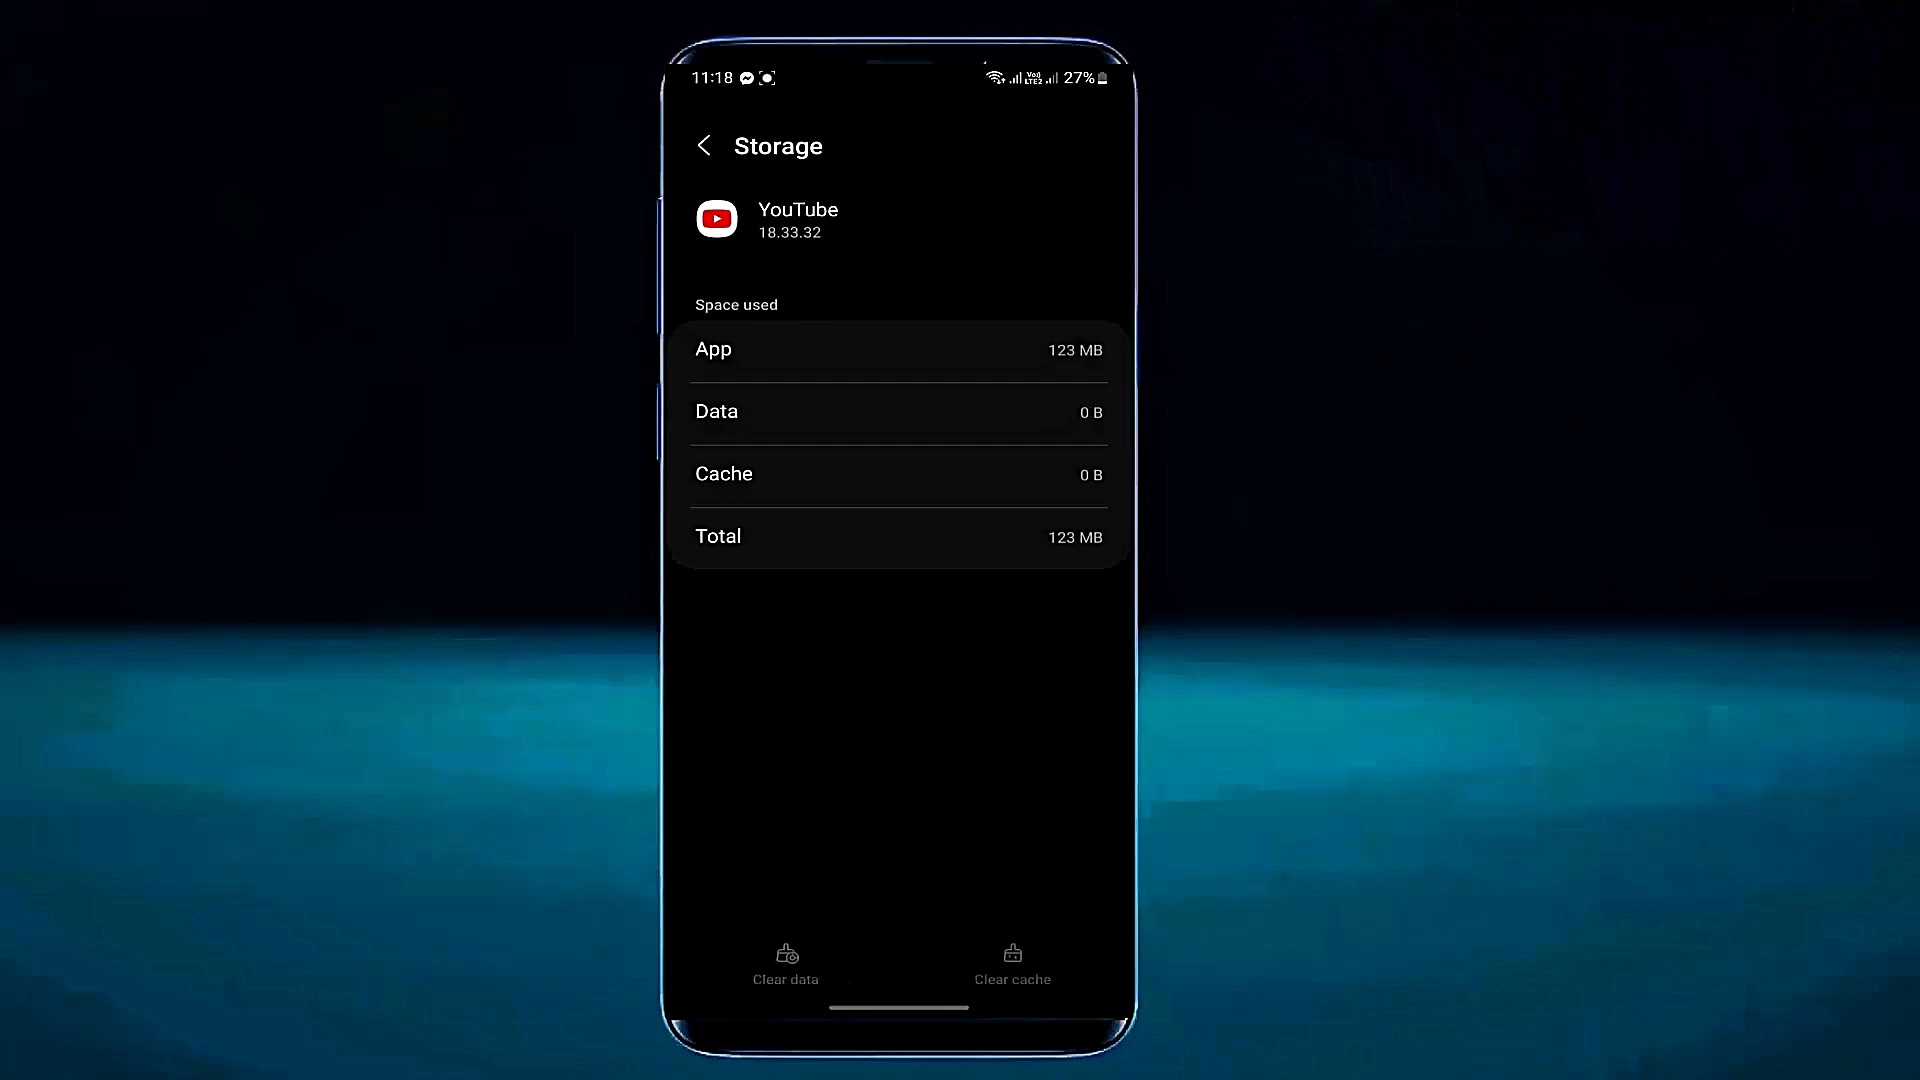 11:18 27%
Storage
YouTube
18.33.32
Space used
App 123 MB
Data 0 B
Cache 0 B
Total 123 MB
Clear data Clear cache